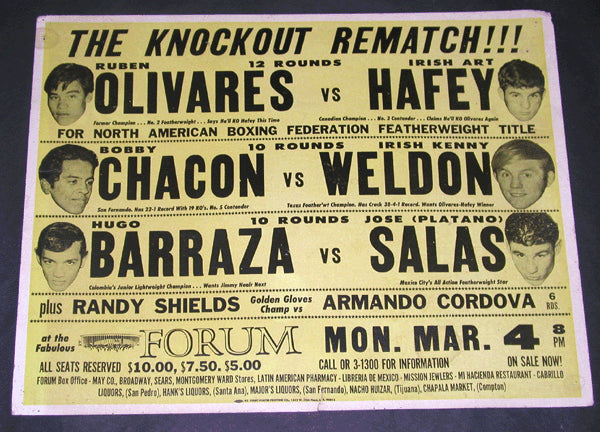 THE KNOCKOUT REMATCH!!!
RUBEN 12 ROUNDS IRISH ART
OLIVARES VS HAFEY
Former Champion . . . No. 2 Featherweight . . . Says He'll KO Hafey This Time Canadian Champion . . . No. 3 Contender . . . Claims He'll KO Olivares Again
FOR NORTH AMERICAN BOXING FEDERATION FEATHERWEIGHT TITLE
BOBBY 10 ROUNDS IRISH KENNY
CHACON VS WELDON
San Fernando. Has 23-1 Record With 19 KO's. No. 5 Contender Texas Feather'wt Champion. Has Crack 38-4-1 Record. Wants Olivares-Hafey Winner
HUGO 10 ROUNDS JOSE (PLATANO)
BARRAZA VS SALAS
Colombia's Junior Lightweight Champion . . . Wants Jimmy Heair Next Mexico City's All Action Featherweight Star
plus RANDY SHIELDS Golden Gloves Champ vs ARMANDO CORDOVA 6 RDS
at the Fabulous FORUM MON. MAR. 4 8 PM
ALL SEATS RESERVED $10.00, $7.50, $5.00 CALL OR 3-1300 FOR INFORMATION ON SALE NOW!
FORUM Box Office - MAY CO., BROADWAY, SEARS, MONTGOMERY WARD Stores, LATIN AMERICAN PHARMACY - LIBRERIA DE MEXICO - MISSION JEWELERS - MI HACIENDA RESTAURANT - CABRILLO
LIQUORS, (San Pedro), HANK'S LIQUORS, (Santa Ana), MAJOR'S LIQUORS, (San Fernando), NACHO HUIZAR, (Tijuana), CHAPALA MARKET, (Compton)